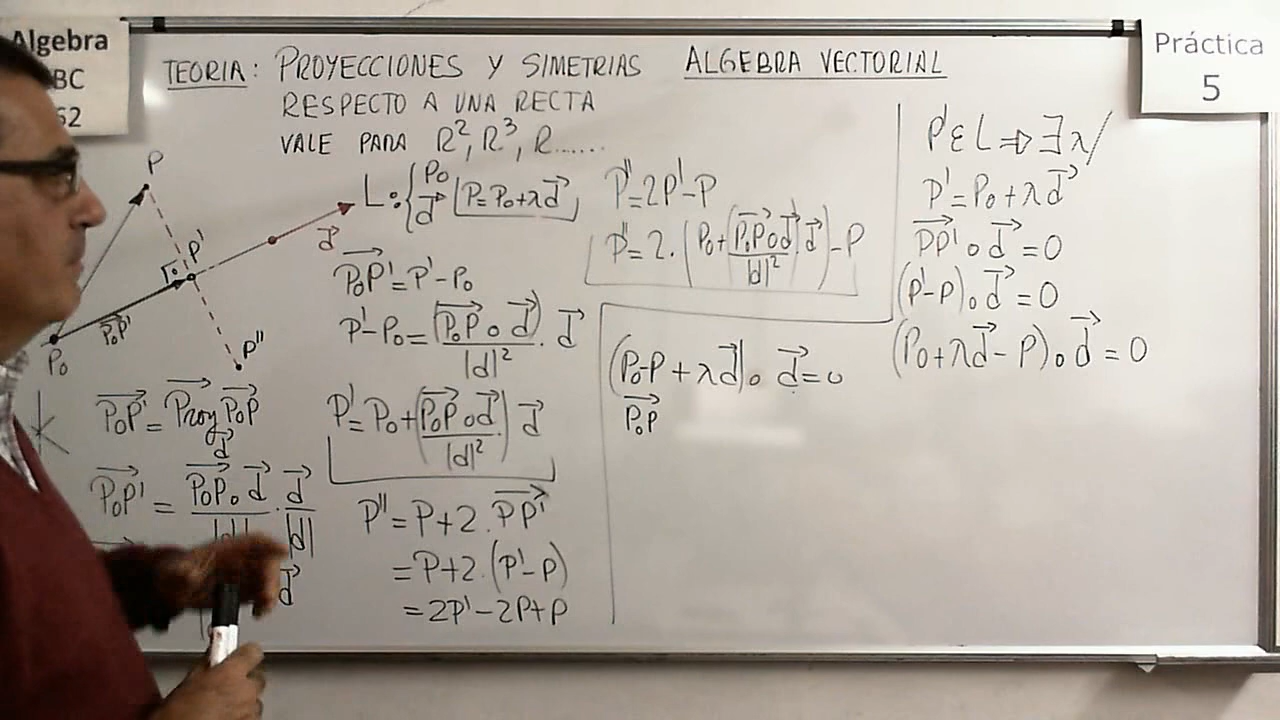 Algebra
BC
62
Práctica
5
TEORIA: PROYECCIONES Y SIMETRIAS ALGEBRA VECTORIAL
RESPECTO A UNA RECTA
VALE PARA R², R³, R......
P
P'
P''
P₀
d⃗
P₀P'⃗
L: { P₀ d⃗ | P=P₀+λd⃗
P₀P'⃗ = Proy_d⃗ P₀P⃗
P₀P'⃗ = (P₀P⃗ ∘ d⃗)/|d| · d⃗/|d|
d⃗
P₀P'⃗ = P'-P₀
P'-P₀ = (P₀P⃗ ∘ d⃗)/|d|² · d⃗
P' = P₀+(P₀P⃗ ∘ d⃗/|d|²) d⃗
P'' = P+2 · PP'⃗
= P+2·(P'-P)
= 2P'-2P+P
P''=2P'-P
P''=2·(P₀+(P₀P⃗ ∘ d⃗/|d|²)·d⃗)-P
P'∈L ⇒ ∃λ/
P'=P₀+λd⃗
PP'⃗ ∘ d⃗=0
(P'-P)∘d⃗=0
(P₀+λd⃗-P)∘d⃗=0
(P₀-P+λd⃗)∘d⃗=0
P₀P⃗